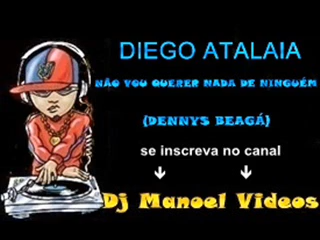 DIEGO ATALAIA
NÃO VOU QUERER NADA DE NINGUÉM
(DENNYS BEAGÁ)
se inscreva no canal
Dj Manoel Videos